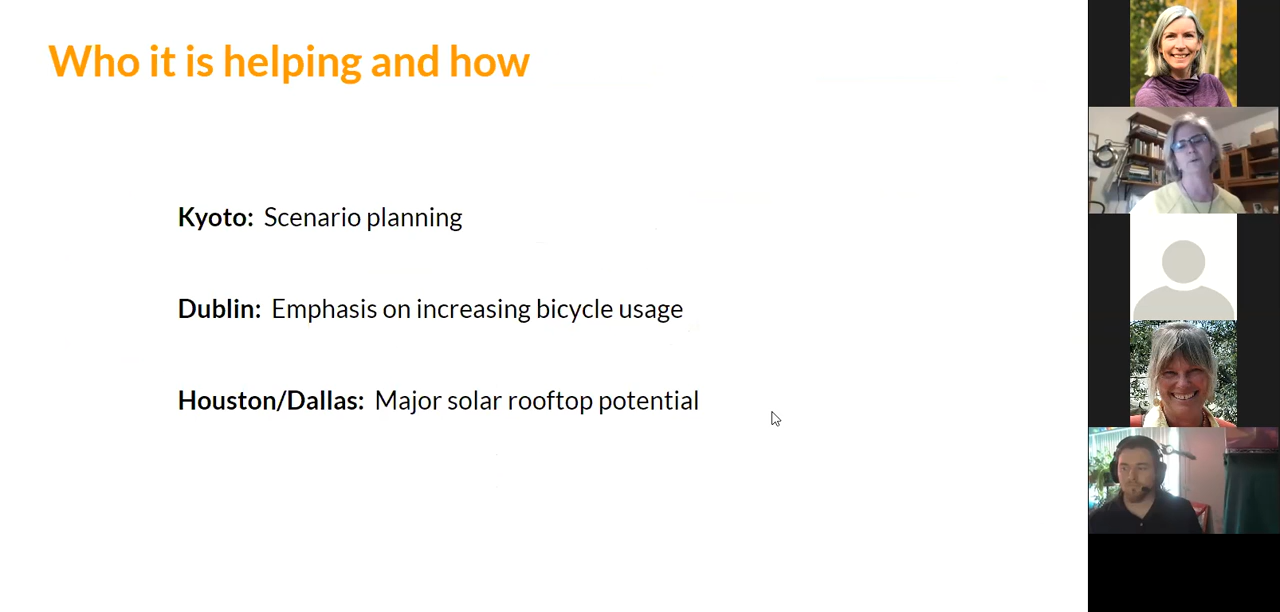 Who it is helping and how
Kyoto: Scenario planning
Dublin: Emphasis on increasing bicycle usage
Houston/Dallas: Major solar rooftop potential